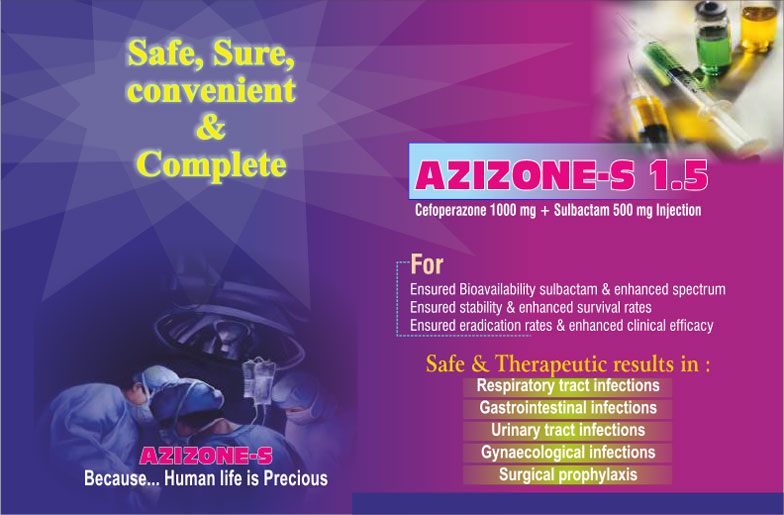 Safe, Sure,
convenient
&
Complete
AZIZONE-S
Because... Human life is Precious
AZIZONE-S 1.5
Cefoperazone 1000 mg + Sulbactam 500 mg Injection
For
Ensured Bioavailability sulbactam & enhanced spectrum
Ensured stability & enhanced survival rates
Ensured eradication rates & enhanced clinical efficacy
Safe & Therapeutic results in :
Respiratory tract infections
Gastrointestinal infections
Urinary tract infections
Gynaecological infections
Surgical prophylaxis